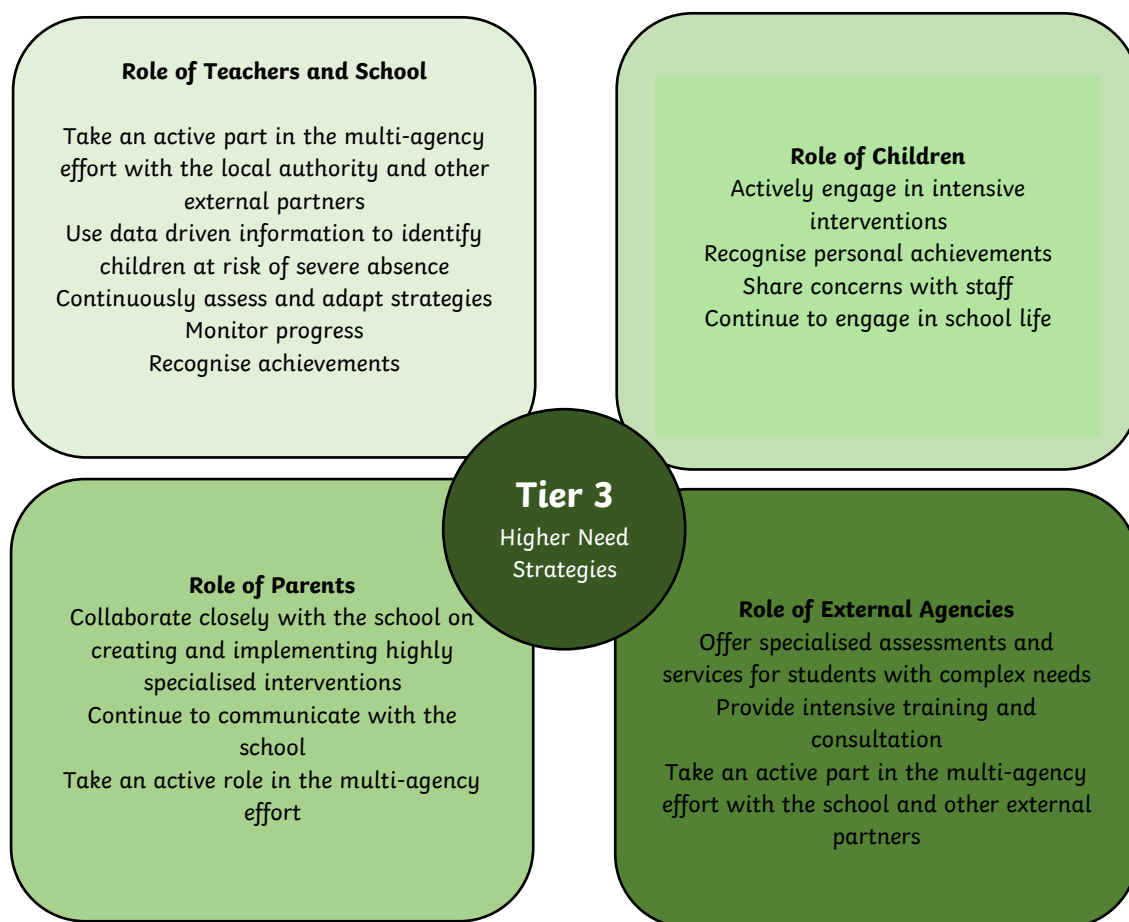 Role of Teachers and School
Take an active part in the multi-agency
effort with the local authority and other
external partners
Use data driven information to identify
children at risk of severe absence
Continuously assess and adapt strategies
Monitor progress
Recognise achievements
Role of Children
Actively engage in intensive
interventions
Recognise personal achievements
Share concerns with staff
Continue to engage in school life
Tier 3
Higher Need
Strategies
Role of Parents
Collaborate closely with the school on
creating and implementing highly
specialised interventions
Continue to communicate with the
school
Take an active role in the multi-agency
effort
Role of External Agencies
Offer specialised assessments and
services for students with complex needs
Provide intensive training and
consultation
Take an active part in the multi-agency
effort with the school and other external
partners